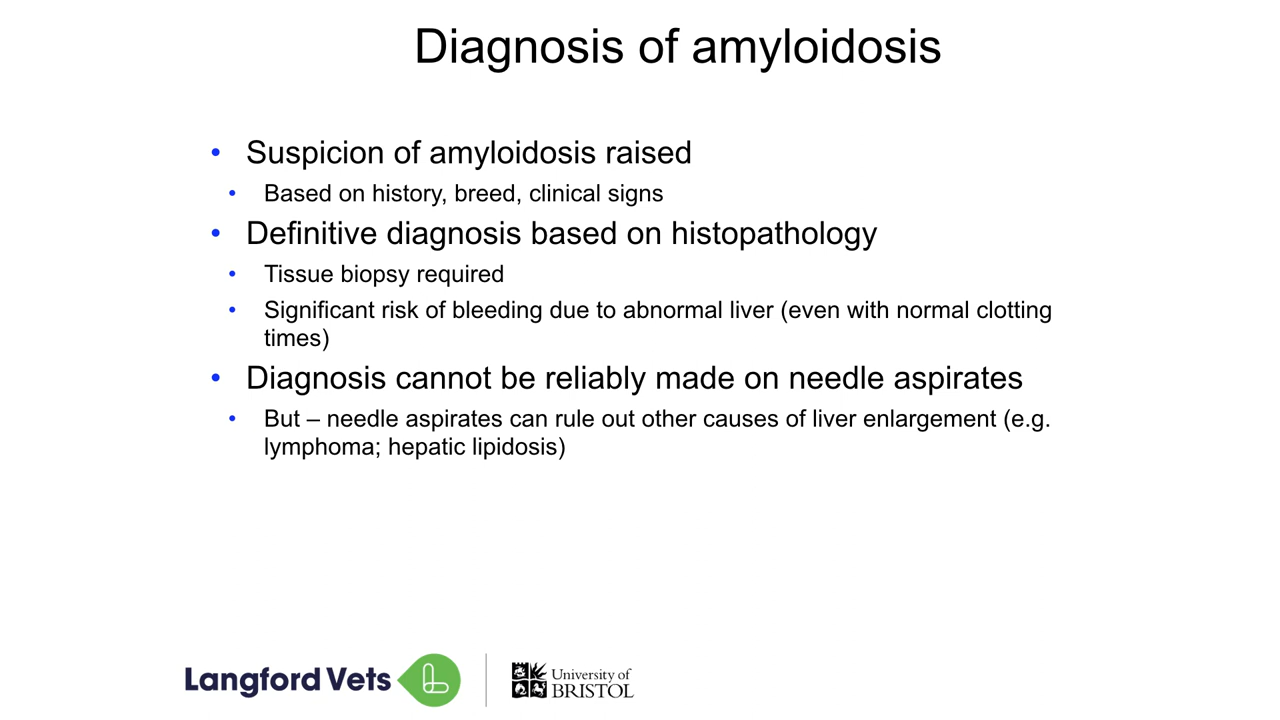 Diagnosis of amyloidosis
• Suspicion of amyloidosis raised
• Based on history, breed, clinical signs
• Definitive diagnosis based on histopathology
• Tissue biopsy required
• Significant risk of bleeding due to abnormal liver (even with normal clotting
times)
• Diagnosis cannot be reliably made on needle aspirates
• But – needle aspirates can rule out other causes of liver enlargement (e.g.
lymphoma; hepatic lipidosis)
Langford Vets
University of
BRISTOL